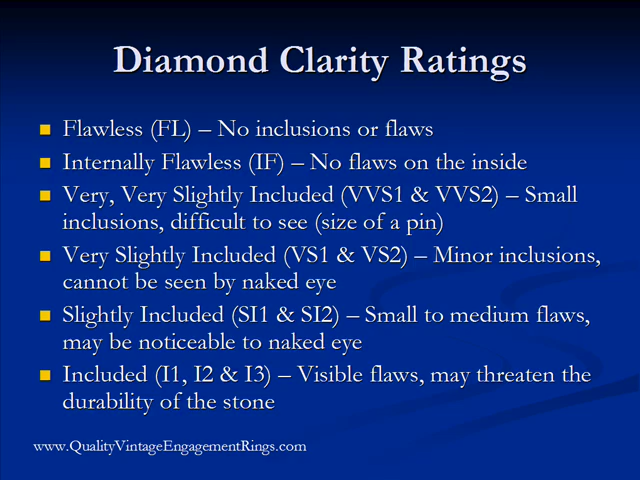 Diamond Clarity Ratings
Flawless (FL) – No inclusions or flaws
Internally Flawless (IF) – No flaws on the inside
Very, Very Slightly Included (VVS1 & VVS2) – Small
inclusions, difficult to see (size of a pin)
Very Slightly Included (VS1 & VS2) – Minor inclusions,
cannot be seen by naked eye
Slightly Included (SI1 & SI2) – Small to medium flaws,
may be noticeable to naked eye
Included (I1, I2 & I3) – Visible flaws, may threaten the
durability of the stone
www.QualityVintageEngagementRings.com